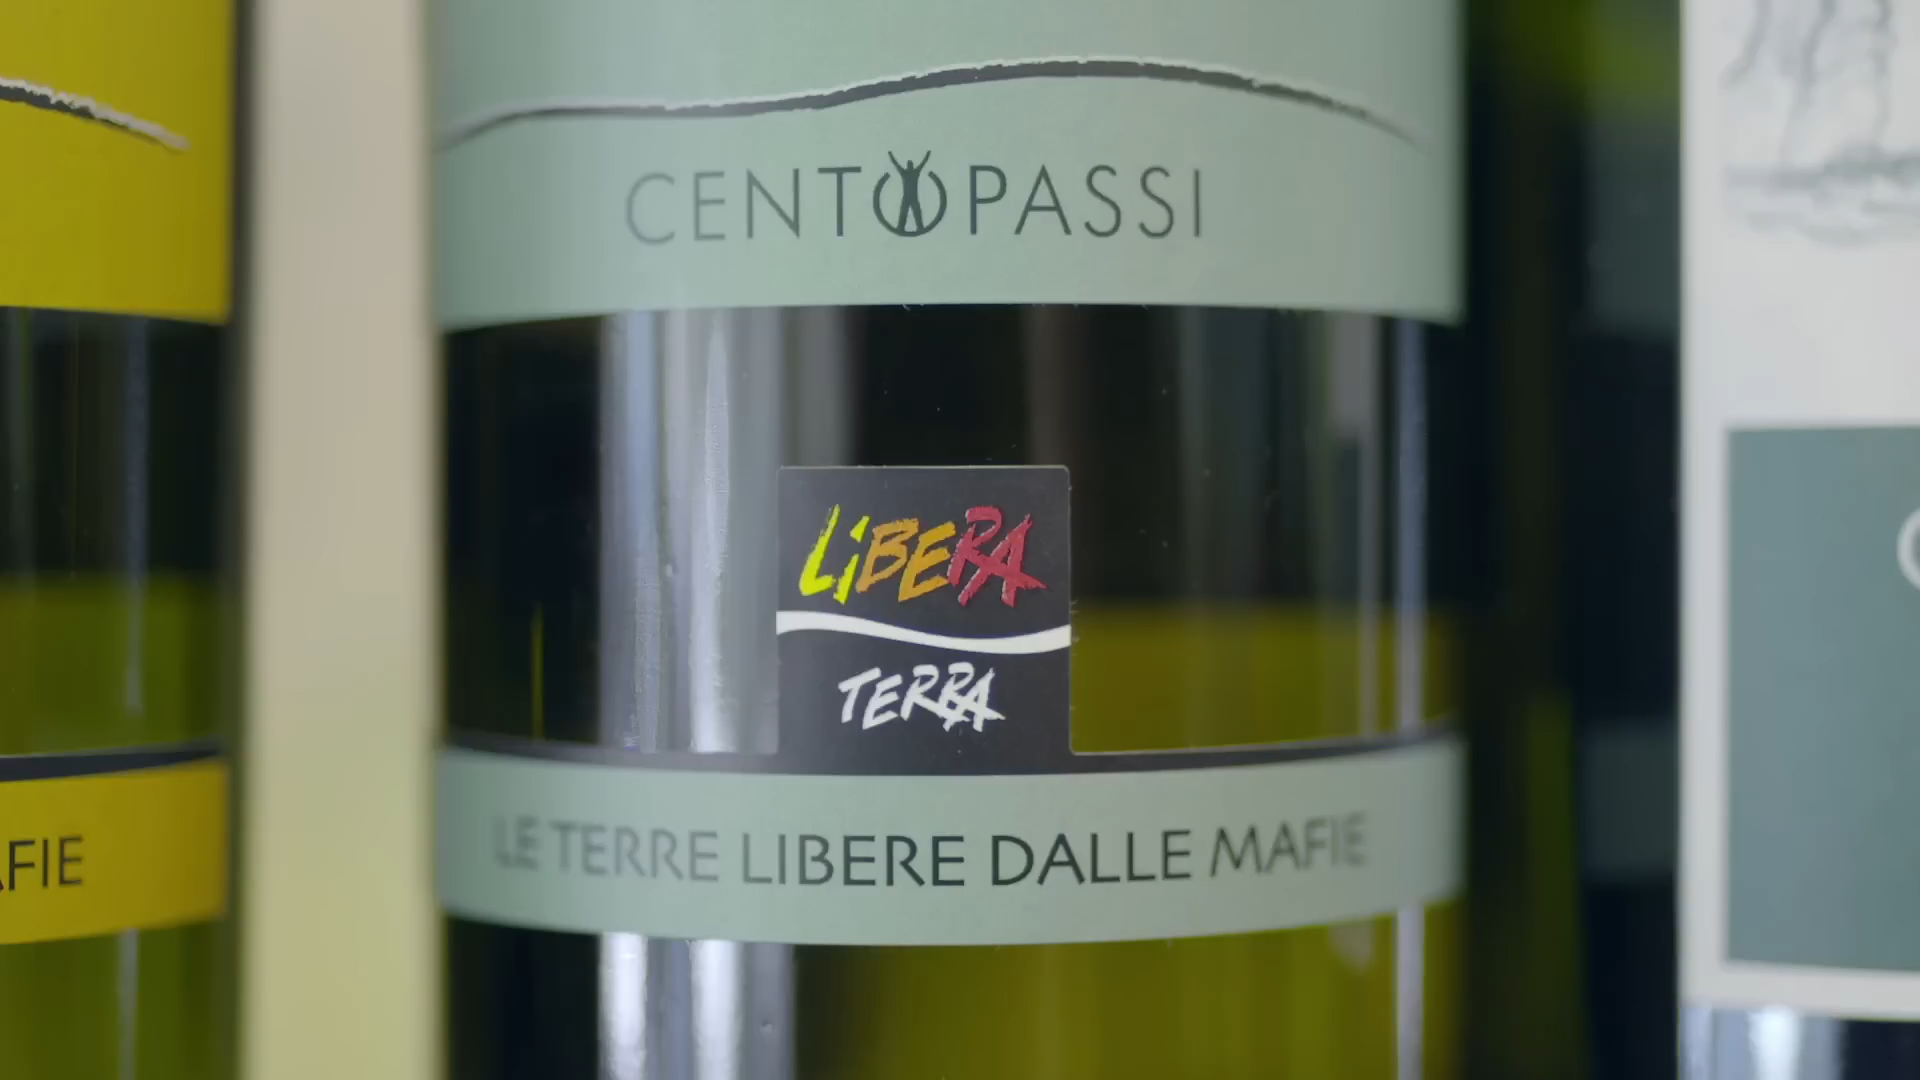 CENTOPASSI
LiBERA
TERRA
LE TERRE LIBERE DALLE MAFIE
AFIE